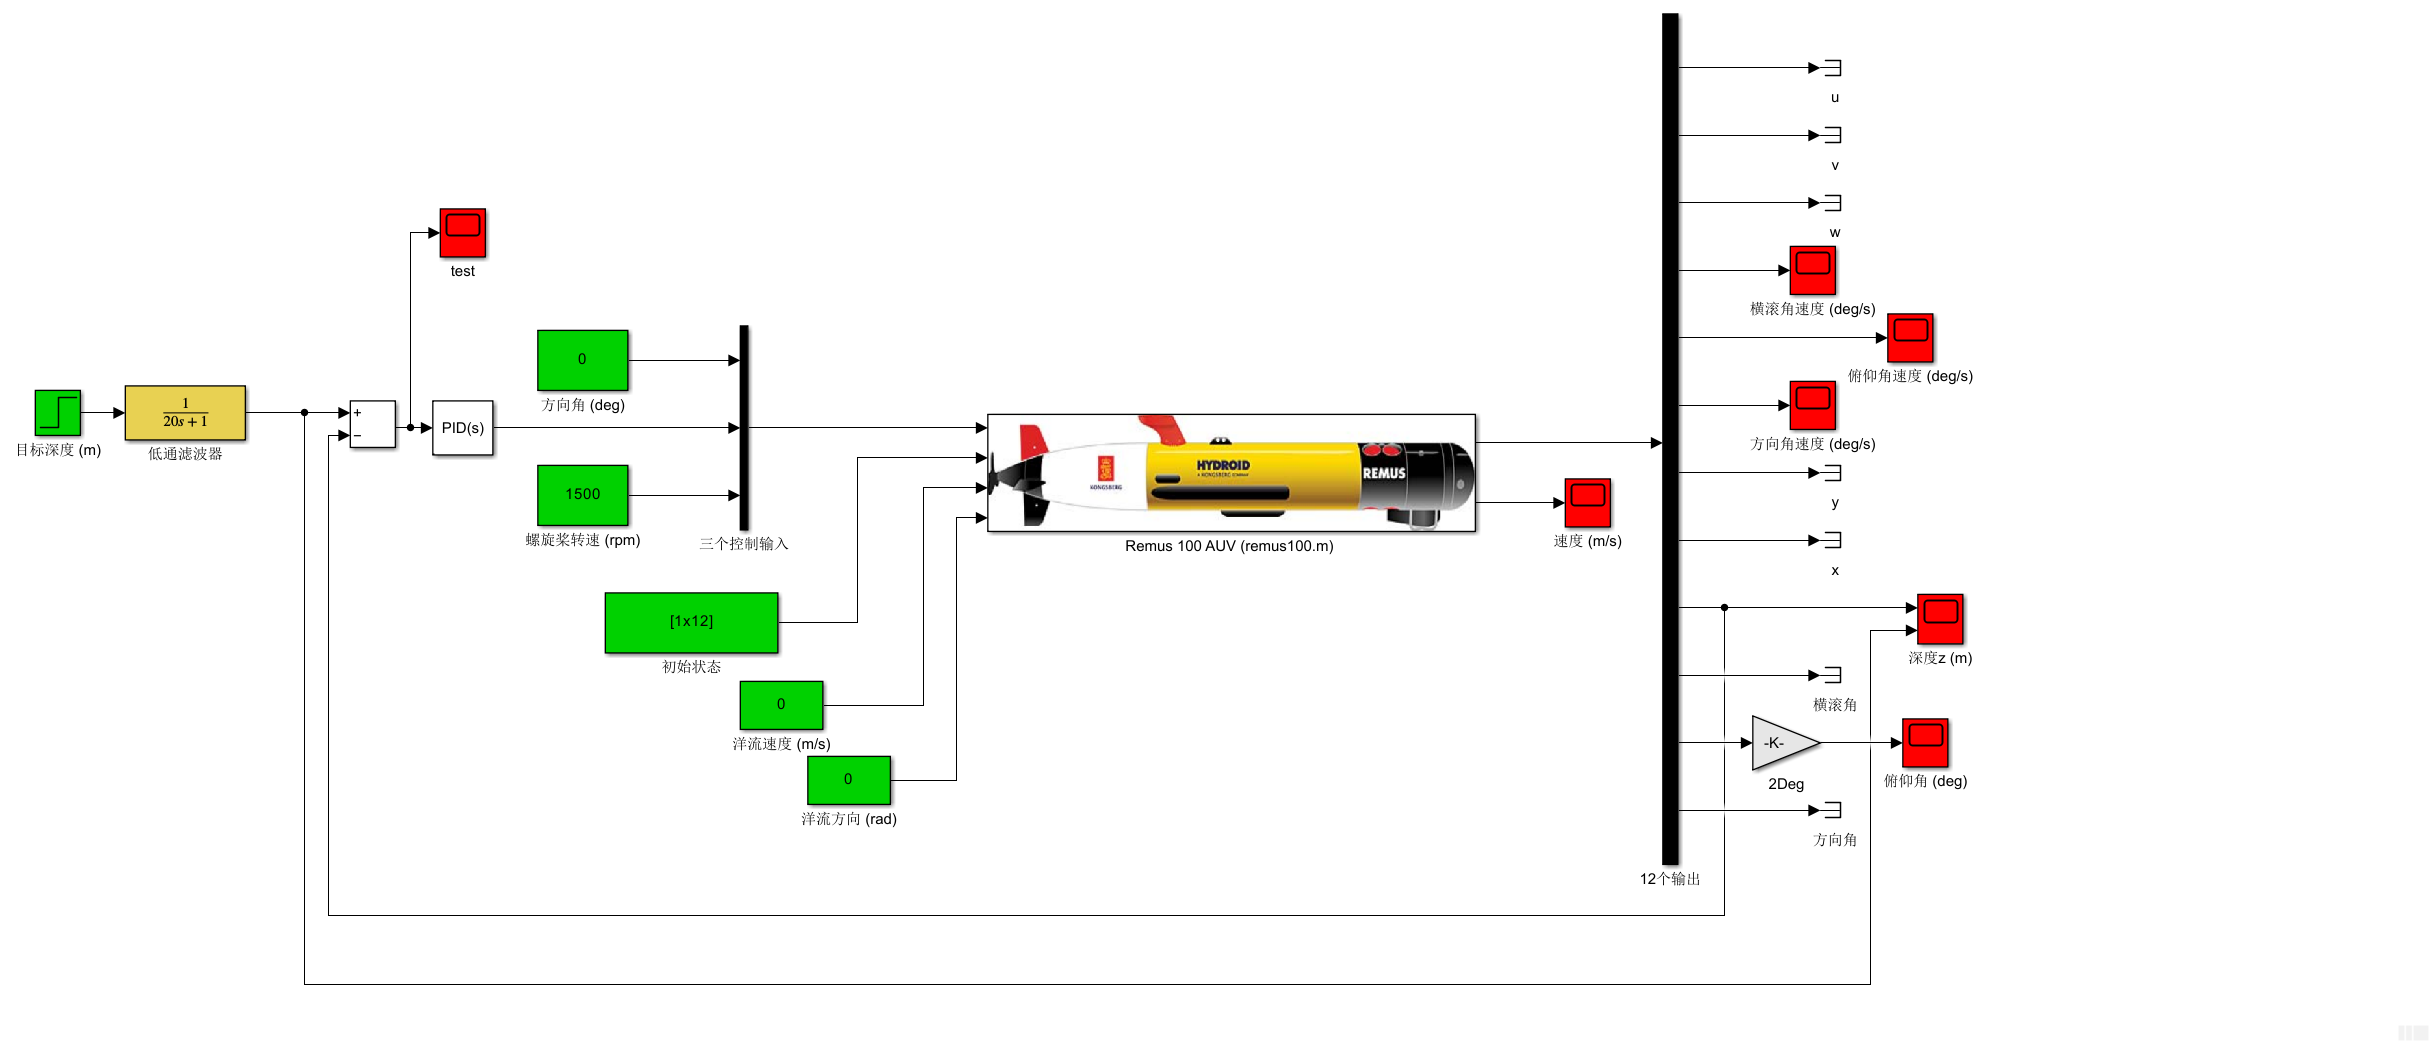 u
v
w
test
横滚角速度 (deg/s)
0
方向角 (deg)
俯仰角速度 (deg/s)
目标深度 (m)
1
20s + 1
低通滤波器
+
−
PID(s)
1500
螺旋桨转速 (rpm)
三个控制输入
HYDROID
A KONGSBERG COMPANY
KONGSBERG
REMUS
Remus 100 AUV (remus100.m)
方向角速度 (deg/s)
速度 (m/s)
y
x
[1x12]
初始状态
深度z (m)
0
洋流速度 (m/s)
横滚角
-K-
2Deg
俯仰角 (deg)
0
洋流方向 (rad)
方向角
12个输出